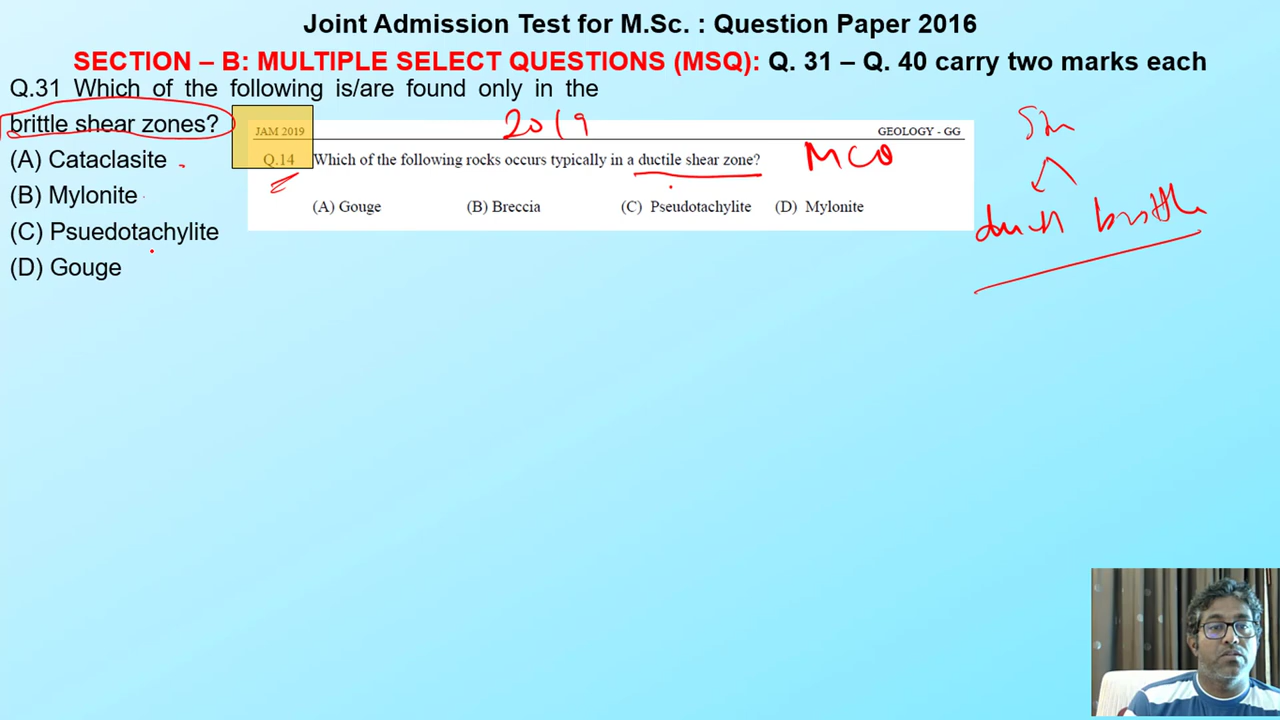 Joint Admission Test for M.Sc. : Question Paper 2016
SECTION – B: MULTIPLE SELECT QUESTIONS (MSQ): Q. 31 – Q. 40 carry two marks each
Q.31 Which of the following is/are found only in the
brittle shear zones?
(A) Cataclasite
(B) Mylonite
(C) Psuedotachylite
(D) Gouge
JAM 2019
2019
GEOLOGY - GG
Q.14 Which of the following rocks occurs typically in a ductile shear zone?
MCQ
(A) Gouge (B) Breccia (C) Pseudotachylite (D) Mylonite
brittle